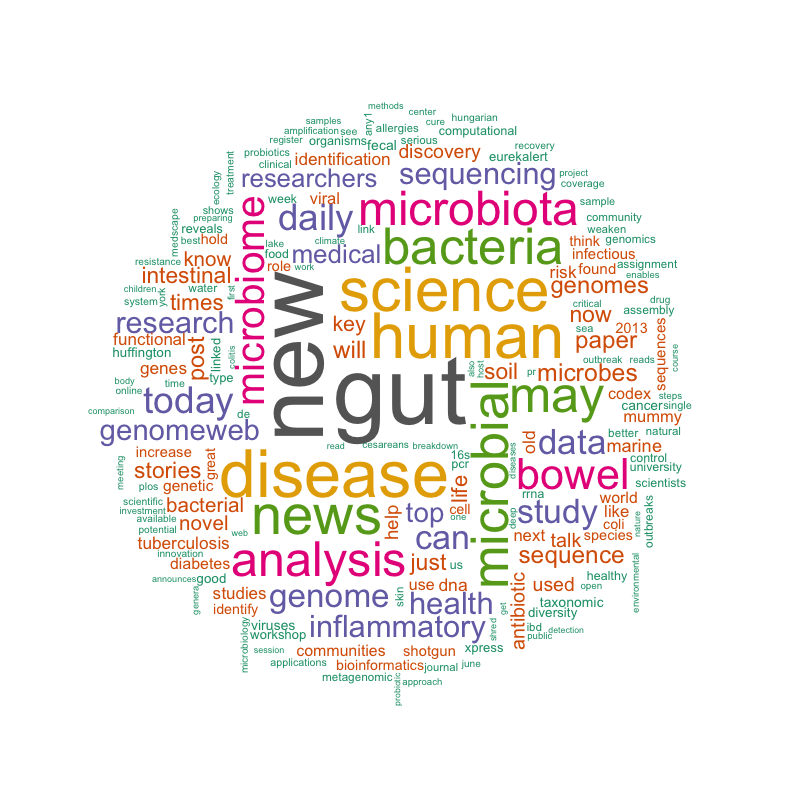 methods
samples
center
hungarian
amplification
see
any1
cure
allergies
computational
register
organisms
fecal
serious
recovery
probiotics
identification
discovery
eurekalert
clinical
project
ecology
treatment
researchers
sequencing
coverage
shows
week
viral
microbiota
sample
preparing
daily
link
community
reveals
weaken
best
hold
lake
climate
bacteria
think
genomics
medscape
know
food
medical
infectious
resistance
intestinal
role
work
risk
found
assignment
enables
microbiome
science
genomes
children
water
system
york
times
first
new
critical
drug
now
assembly
research
key
human
sea
2013
functional
post
will
paper
huffington
linked
colitis
outbreak
reads
sequences
course
genes
type
gut
also
host
pr
soil
microbes
body
time
online
today
may
steps
codex
cancer
single
comparison
de
old
mummy
genomeweb
better
natural
data
marine
read
cesareans
breakdown
16s
diseases
control
increase
great
pcr
university
meeting
stories
disease
microbial
bowel
scientists
plos
genetic
life
rrna
scientific
investment
bacterial
cell
world
available
news
top
one
deep
study
like
nature
outbreaks
potential
novel
help
cqli
web
can
next
talk
species
innovation
tuberculosis
diabetes
analysis
just
us
sequence
announces
good
healthy
environmental
genera
studies
genome
skin
use
dna
antibiotic
used
open
identify
health
get
taxonomic
diversity
viruses
inflammatory
shred
ibd
detection
microbiology
workshop
public
session
communities
shotgun
xpress
applications
bioinformatics
journal
june
metagenomic
probiotic
approach